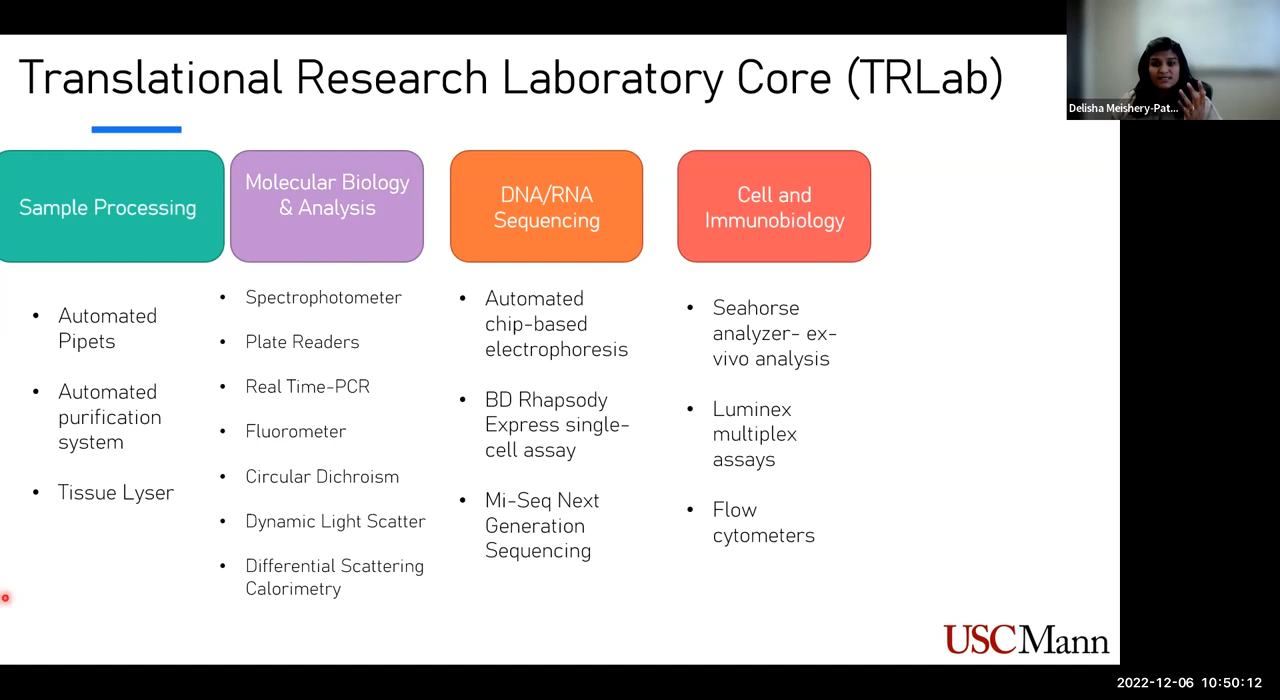 Translational Research Laboratory Core (TRLab)
Delisha Meishery-Pat...
Sample Processing
Automated
Pipets
Automated
purification
system
Tissue Lyser
Molecular Biology
& Analysis
Spectrophotometer
Plate Readers
Real Time-PCR
Fluorometer
Circular Dichroism
Dynamic Light Scatter
Differential Scattering
Calorimetry
DNA/RNA
Sequencing
Automated
chip-based
electrophoresis
BD Rhapsody
Express single-
cell assay
Mi-Seq Next
Generation
Sequencing
Cell and
Immunobiology
Seahorse
analyzer- ex-
vivo analysis
Luminex
multiplex
assays
Flow
cytometers
USC Mann
2022-12-06 10:50:12